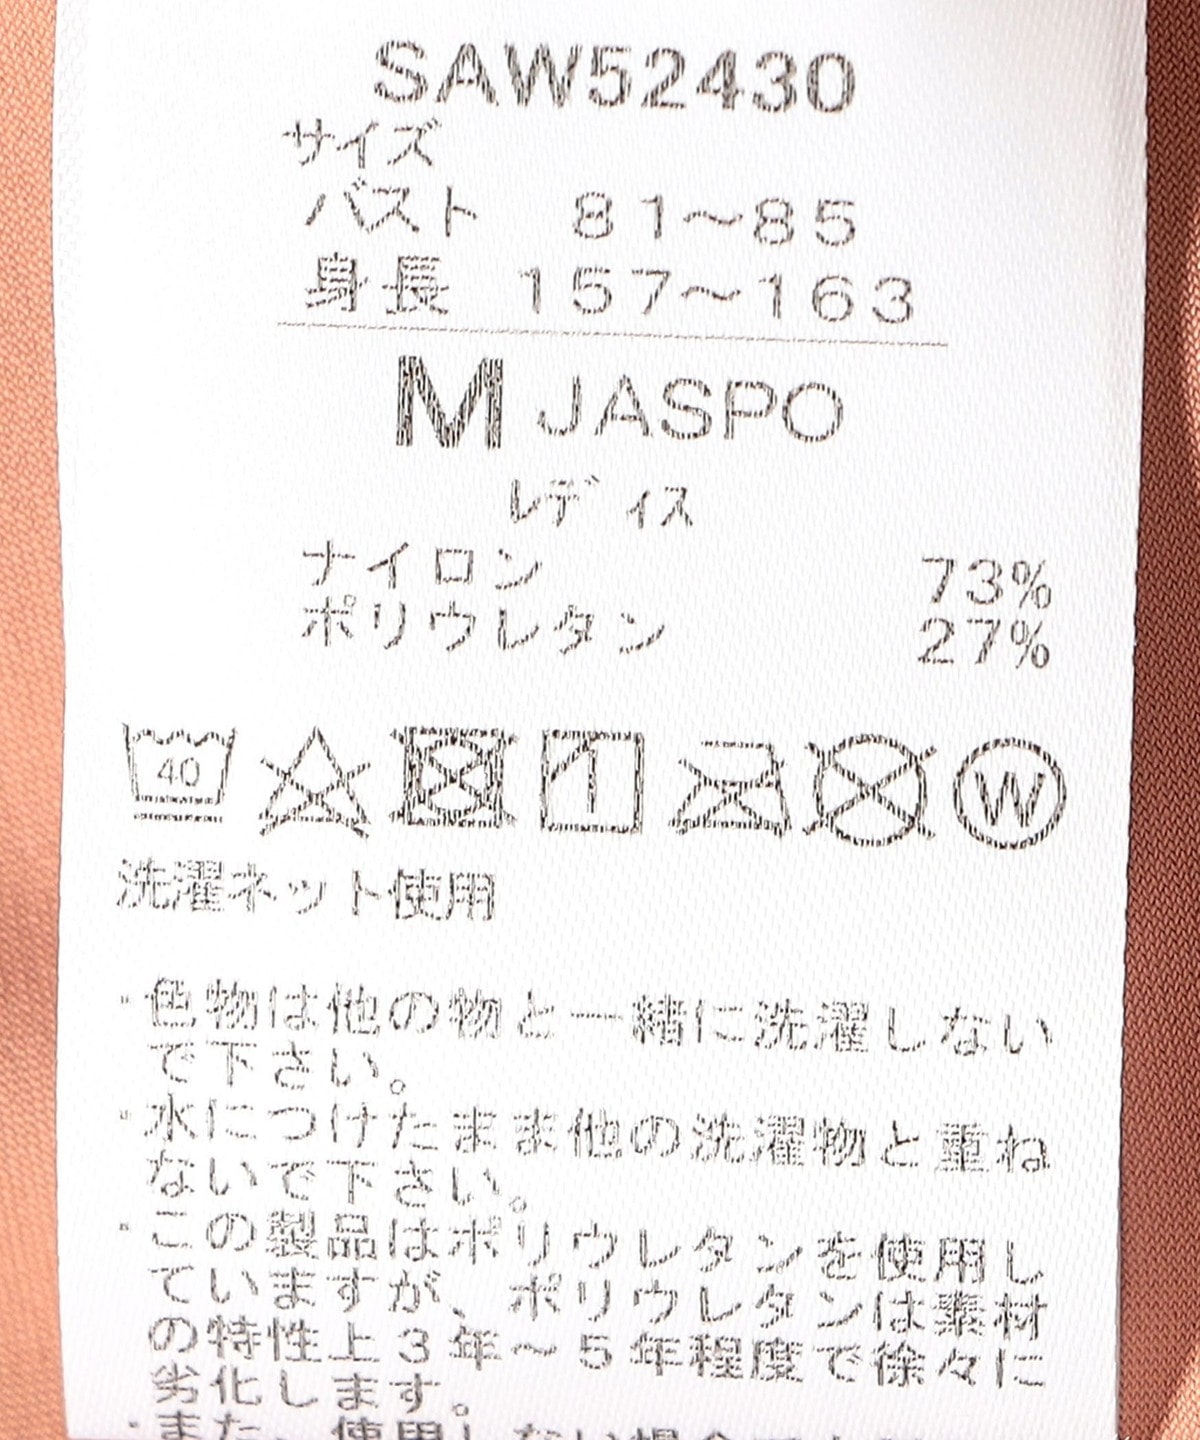 SAW52430
サイズ
バスト 81〜85
身長 157〜163
M JASPO
レディス
ナイロン 73%
ポリウレタン 27%
40 W
洗濯ネット使用
・色物は他の物と一緒に洗濯しない
で下さい。
・水につけたまま他の洗濯物と重ね
ないで下さい。
・この製品はポリウレタンを使用し
ていますが、ポリウレタンは素材
の特性上3年〜5年程度で徐々に
劣化します。
・また、使用し